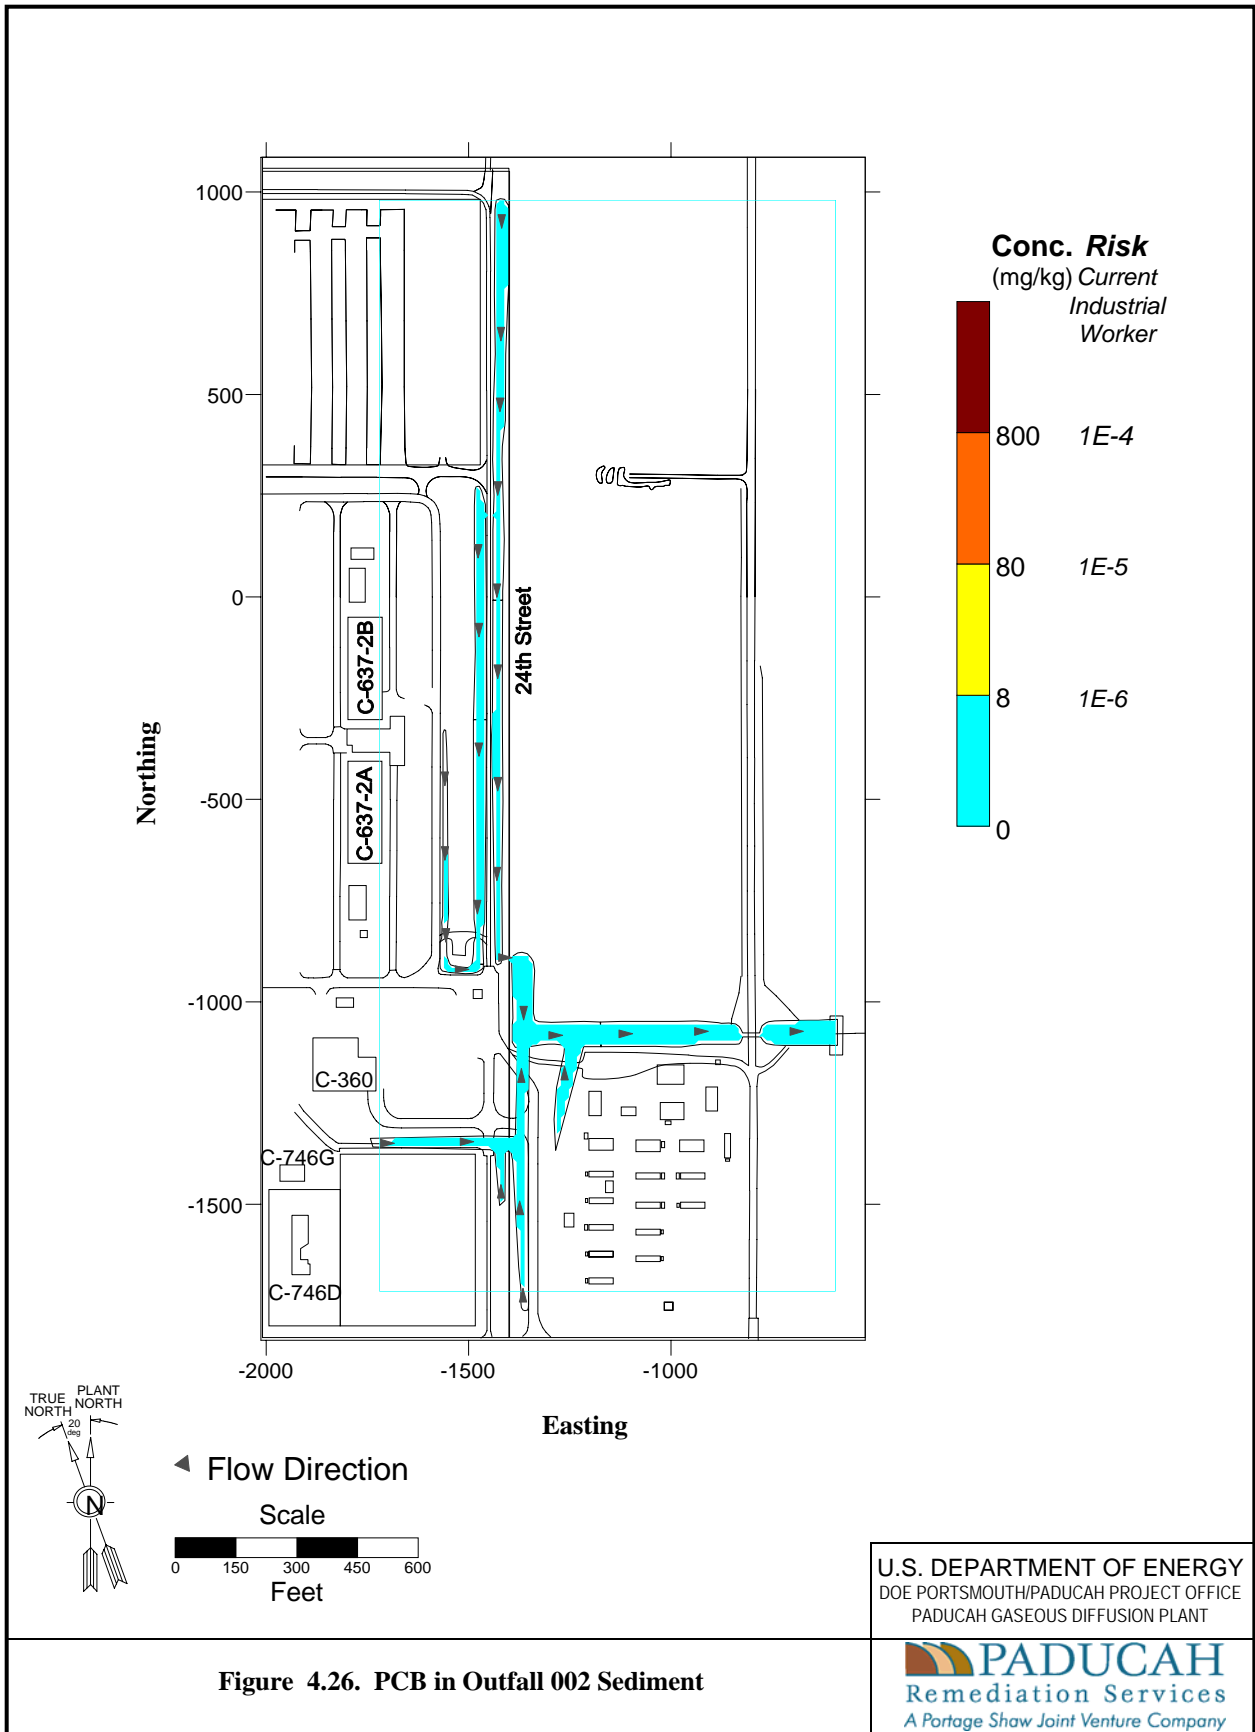 1000
500
0
-500
-1000
-1500
-2000
-1500
-1000
Northing
Easting
C-637-2B
C-637-2A
24th Street
C-360
C-746G
C-746D
Conc. Risk
(mg/kg) Current
Industrial
Worker
800 1E-4
80 1E-5
8 1E-6
0
TRUE NORTH
PLANT NORTH
20
deg
N
Flow Direction
Scale
0 150 300 450 600
Feet
U.S. DEPARTMENT OF ENERGY
DOE PORTSMOUTH/PADUCAH PROJECT OFFICE
PADUCAH GASEOUS DIFFUSION PLANT
PADUCAH
Remediation Services
A Portage Shaw Joint Venture Company
Figure 4.26. PCB in Outfall 002 Sediment